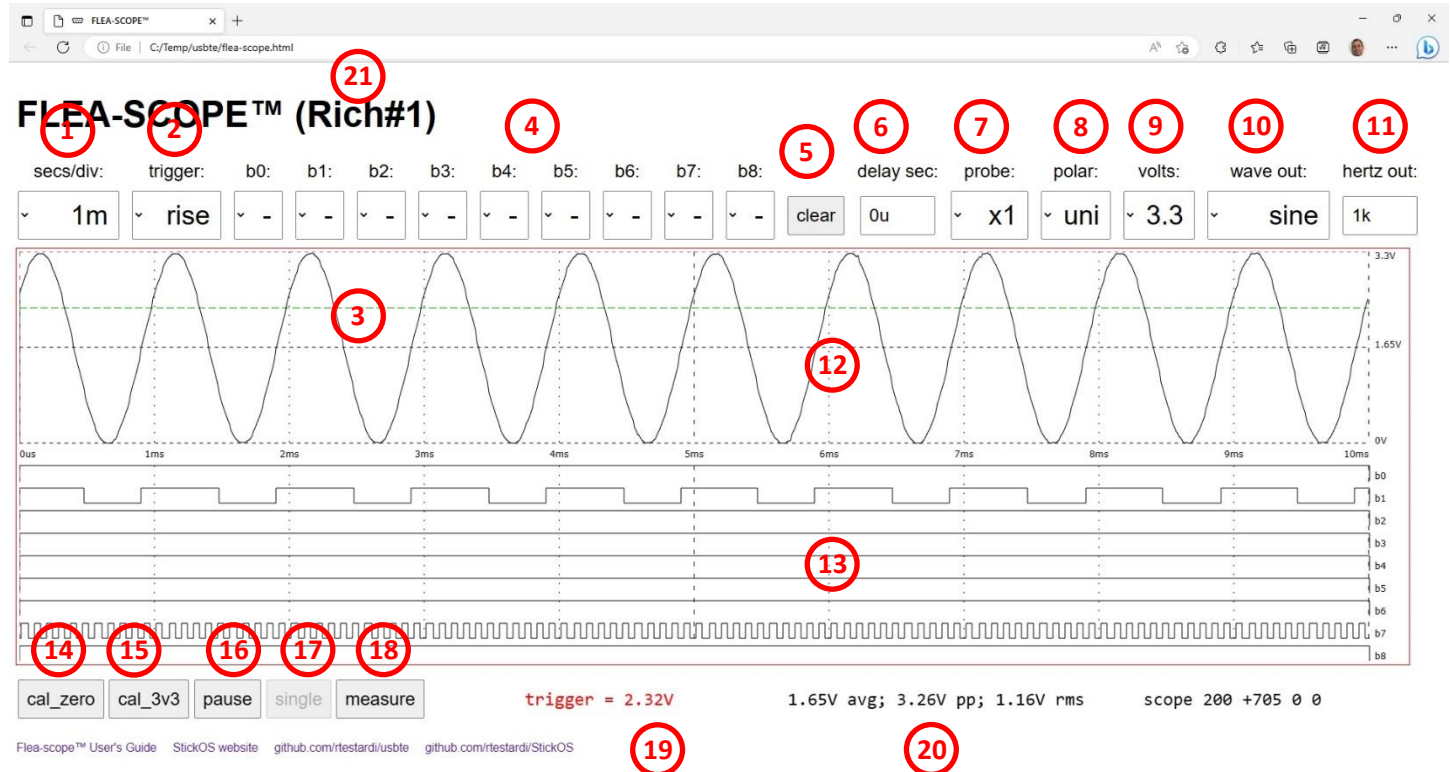 FLEA-SCOPE™
File | C:/Temp/usbte/flea-scope.html
21
FLEA-SCOPE™ (Rich#1)
1 2 4 5 6 7 8 9 10 11
secs/div: trigger: b0: b1: b2: b3: b4: b5: b6: b7: b8: delay sec: probe: polar: volts: wave out: hertz out:
1m rise - - - - - - - - - clear 0u x1 uni 3.3 sine 1k
3.3V
3
1.65V
12
0V
0us 1ms 2ms 3ms 4ms 5ms 6ms 7ms 8ms 9ms 10ms
b0
b1
b2
b3
13
b4
b5
b6
b7
14 15 16 17 18
b8
cal_zero cal_3v3 pause single measure trigger = 2.32V 1.65V avg; 3.26V pp; 1.16V rms scope 200 +705 0 0
Flea-scope™ User's Guide StickOS website github.com/rtestardi/usbte github.com/rtestardi/StickOS
19 20